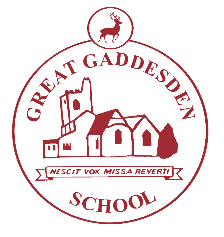 GREAT GADDESDEN
NESCIT VOX MISSA REVERTI
SCHOOL